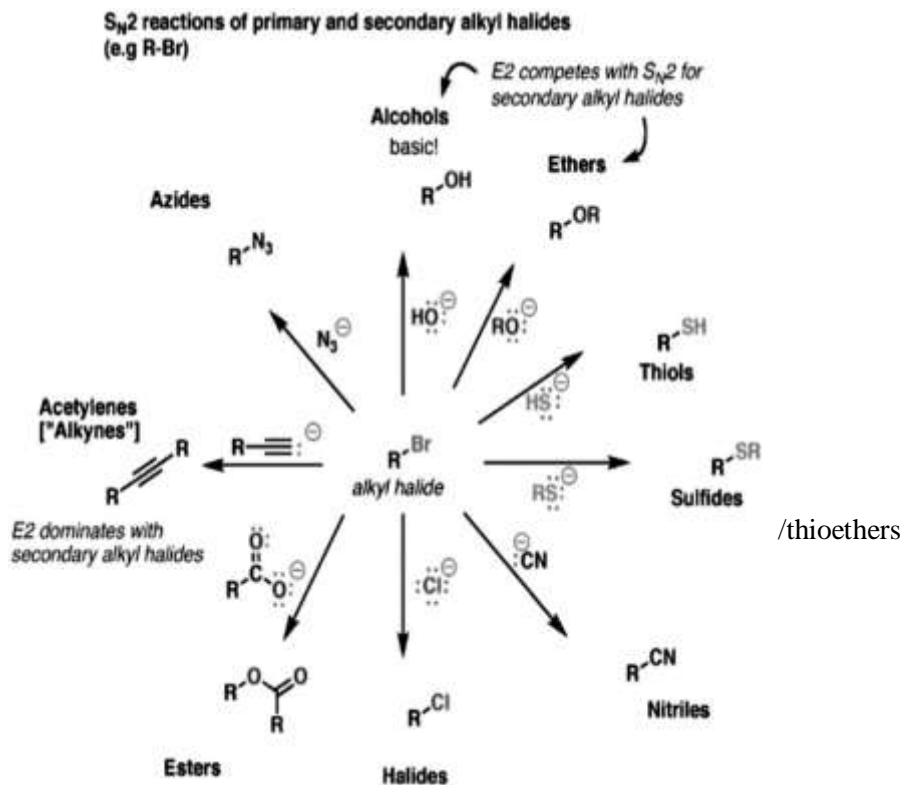 S_N2 reactions of primary and secondary alkyl halides
(e.g R-Br)
E2 competes with S_N2 for
secondary alkyl halides
Alcohols
basic!
R-OH
Ethers
R-OR
Azides
R-N₃
HO:⊖
RO:⊖
N₃⊖
R-SH
Thiols
HS:⊖
Acetylenes
["Alkynes"]
R
R
R
:⊖
R-Br
alkyl halide
RS:⊖
R-SR
Sulfides
/thioethers
E2 dominates with
secondary alkyl halides
:O:
C
R
O:⊖
:Cl:⊖
⊖:CN
R-O
O
R
Esters
R-Cl
Halides
R-CN
Nitriles